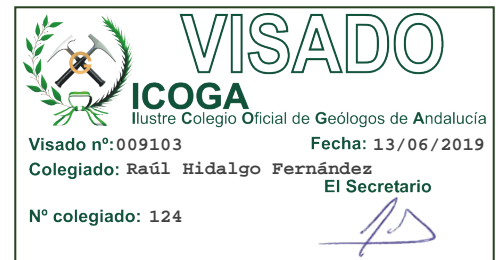 VISADO
ICOGA
Ilustre Colegio Oficial de Geólogos de Andalucía
Visado nº:009103 Fecha: 13/06/2019
Colegiado: Raúl Hidalgo Fernández
El Secretario
Nº colegiado: 124